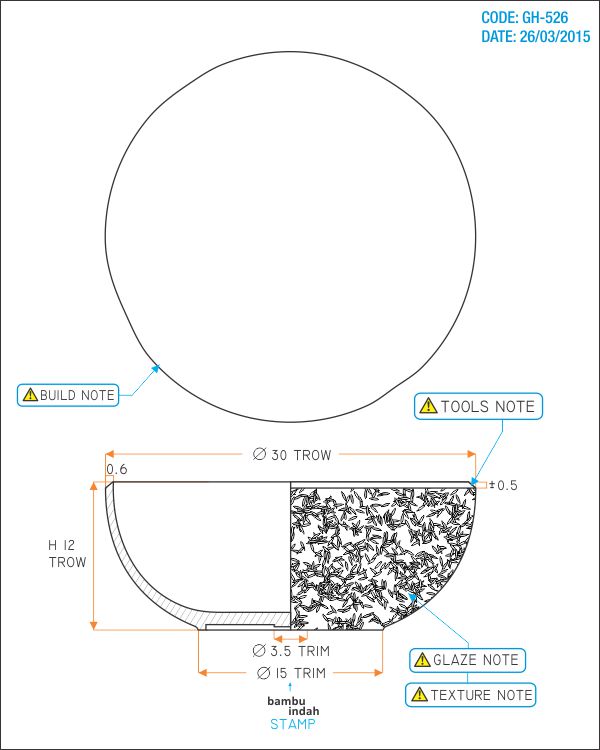 CODE: GH-526
DATE: 26/03/2015
BUILD NOTE
TOOLS NOTE
Ø 30 TROW
0.6
±0.5
H 12
TROW
Ø 3.5 TRIM
GLAZE NOTE
Ø 15 TRIM
TEXTURE NOTE
bambu
indah
STAMP